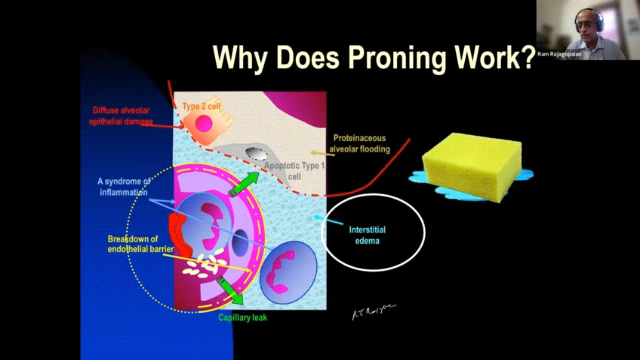 Why Does Proning Work?
Ram Rajagopalan
Type 2 cell
Diffuse alveolar
epithelial damage
Proteinaceous
alveolar flooding
Apoptotic Type 1
cell
A syndrome of
inflammation
Interstitial
edema
Breakdown of
endothelial barrier
Capillary leak